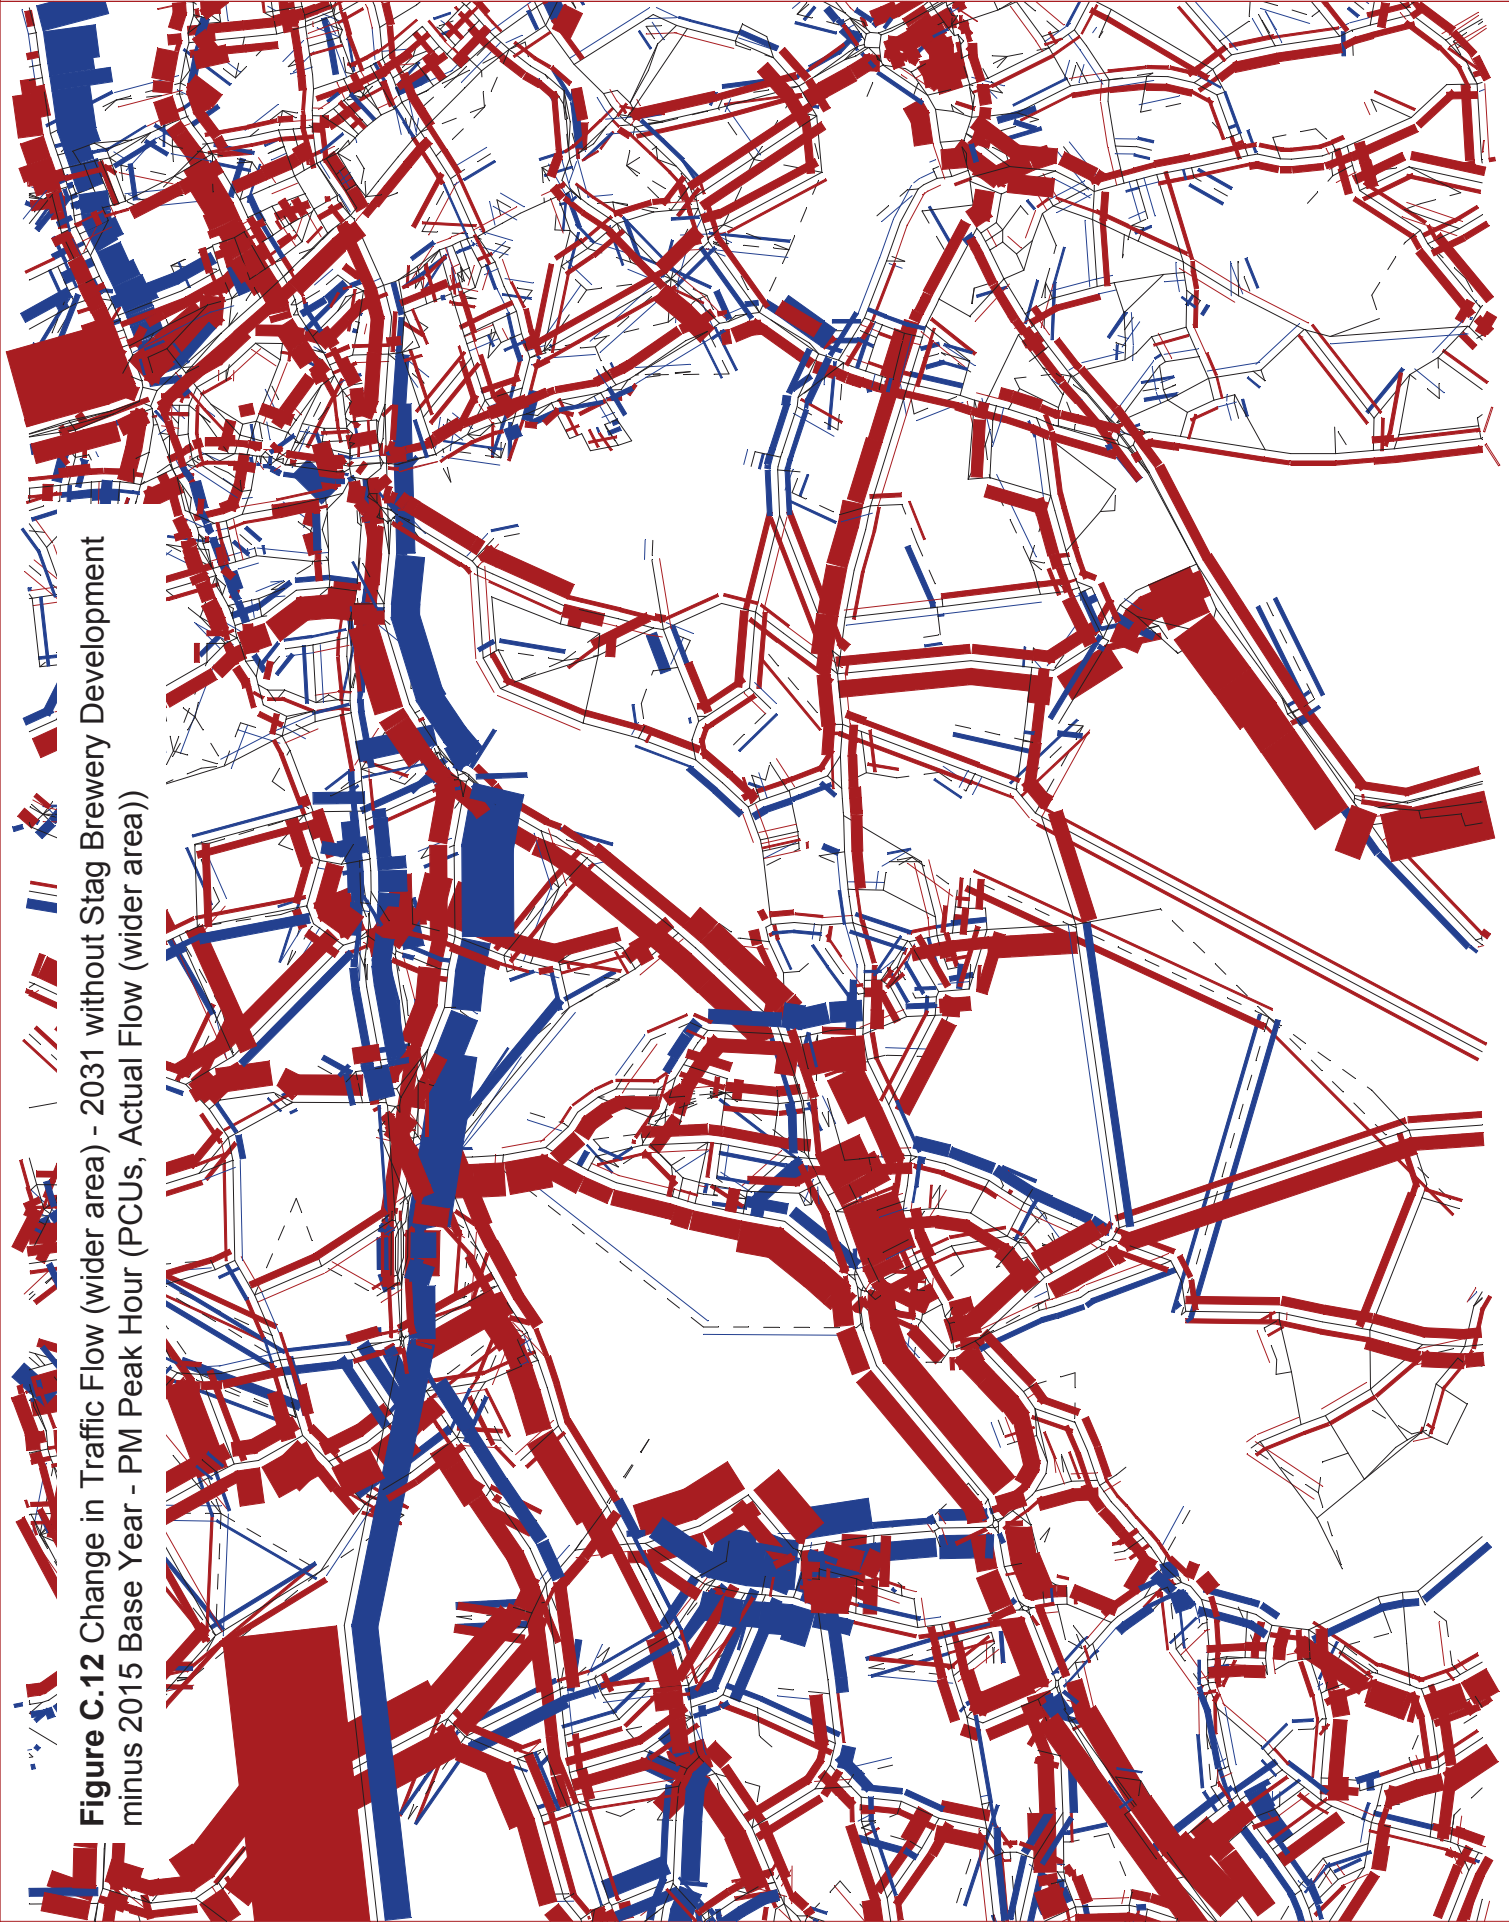 Figure C.12 Change in Traffic Flow (wider area) - 2031 without Stag Brewery Development
minus 2015 Base Year - PM Peak Hour (PCUs, Actual Flow (wider area))